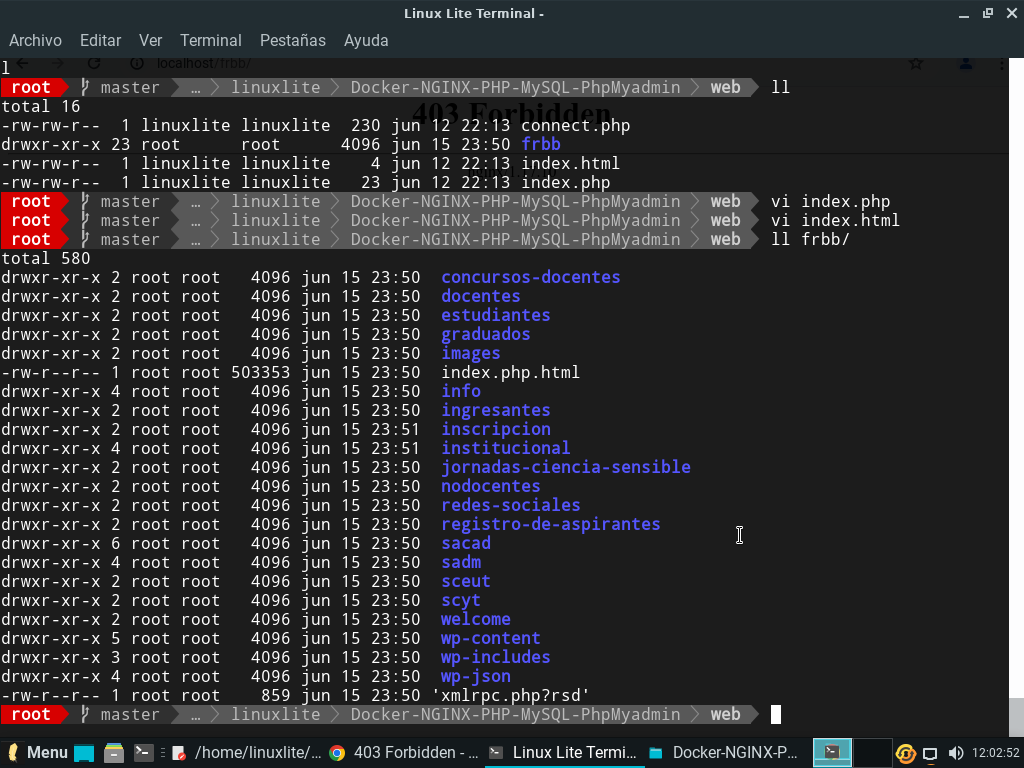 Linux Lite Terminal -
Archivo Editar Ver Terminal Pestañas Ayuda
localhost/frbb/
l
root master … linuxlite Docker-NGINX-PHP-MySQL-PhpMyadmin web ll
403 Forbidden
total 16
-rw-rw-r-- 1 linuxlite linuxlite 230 jun 12 22:13 connect.php
drwxr-xr-x 23 root root 4096 jun 15 23:50 frbb
-rw-rw-r-- 1 linuxlite linuxlite 4 jun 12 22:13 index.html
-rw-rw-r-- 1 linuxlite linuxlite 23 jun 12 22:13 index.php
root master … linuxlite Docker-NGINX-PHP-MySQL-PhpMyadmin web vi index.php
root master … linuxlite Docker-NGINX-PHP-MySQL-PhpMyadmin web vi index.html
root master … linuxlite Docker-NGINX-PHP-MySQL-PhpMyadmin web ll frbb/
total 580
drwxr-xr-x 2 root root 4096 jun 15 23:50 concursos-docentes
drwxr-xr-x 2 root root 4096 jun 15 23:50 docentes
drwxr-xr-x 2 root root 4096 jun 15 23:50 estudiantes
drwxr-xr-x 2 root root 4096 jun 15 23:50 graduados
drwxr-xr-x 2 root root 4096 jun 15 23:50 images
-rw-r--r-- 1 root root 503353 jun 15 23:50 index.php.html
drwxr-xr-x 4 root root 4096 jun 15 23:50 info
drwxr-xr-x 2 root root 4096 jun 15 23:50 ingresantes
drwxr-xr-x 2 root root 4096 jun 15 23:51 inscripcion
drwxr-xr-x 4 root root 4096 jun 15 23:51 institucional
drwxr-xr-x 2 root root 4096 jun 15 23:50 jornadas-ciencia-sensible
drwxr-xr-x 2 root root 4096 jun 15 23:50 nodocentes
drwxr-xr-x 2 root root 4096 jun 15 23:50 redes-sociales
drwxr-xr-x 2 root root 4096 jun 15 23:50 registro-de-aspirantes
drwxr-xr-x 6 root root 4096 jun 15 23:50 sacad
drwxr-xr-x 4 root root 4096 jun 15 23:50 sadm
drwxr-xr-x 2 root root 4096 jun 15 23:50 sceut
drwxr-xr-x 2 root root 4096 jun 15 23:50 scyt
drwxr-xr-x 2 root root 4096 jun 15 23:50 welcome
drwxr-xr-x 5 root root 4096 jun 15 23:50 wp-content
drwxr-xr-x 3 root root 4096 jun 15 23:50 wp-includes
drwxr-xr-x 4 root root 4096 jun 15 23:50 wp-json
-rw-r--r-- 1 root root 859 jun 15 23:50 'xmlrpc.php?rsd'
root master … linuxlite Docker-NGINX-PHP-MySQL-PhpMyadmin web
Menu /home/linuxlite/... 403 Forbidden - ... Linux Lite Termi... Docker-NGINX-P... 12:02:52